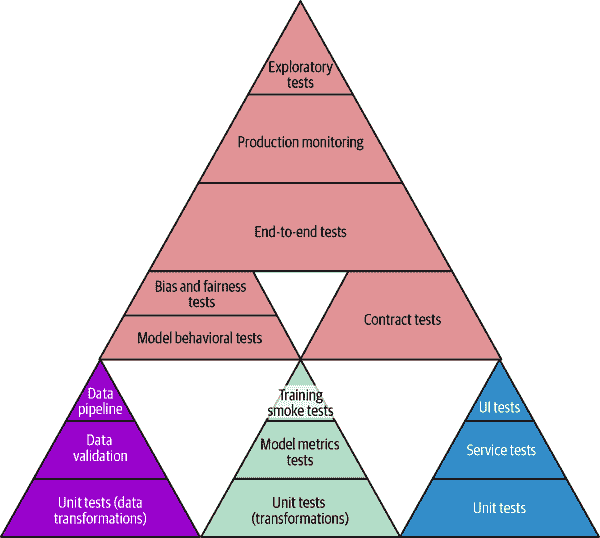 Exploratory
tests
Production monitoring
End-to-end tests
Bias and fairness
tests
Model behavioral tests
Contract tests
Data
pipeline
Data
validation
Unit tests (data
transformations)
Training
smoke tests
Model metrics
tests
Unit tests
(transformations)
UI tests
Service tests
Unit tests